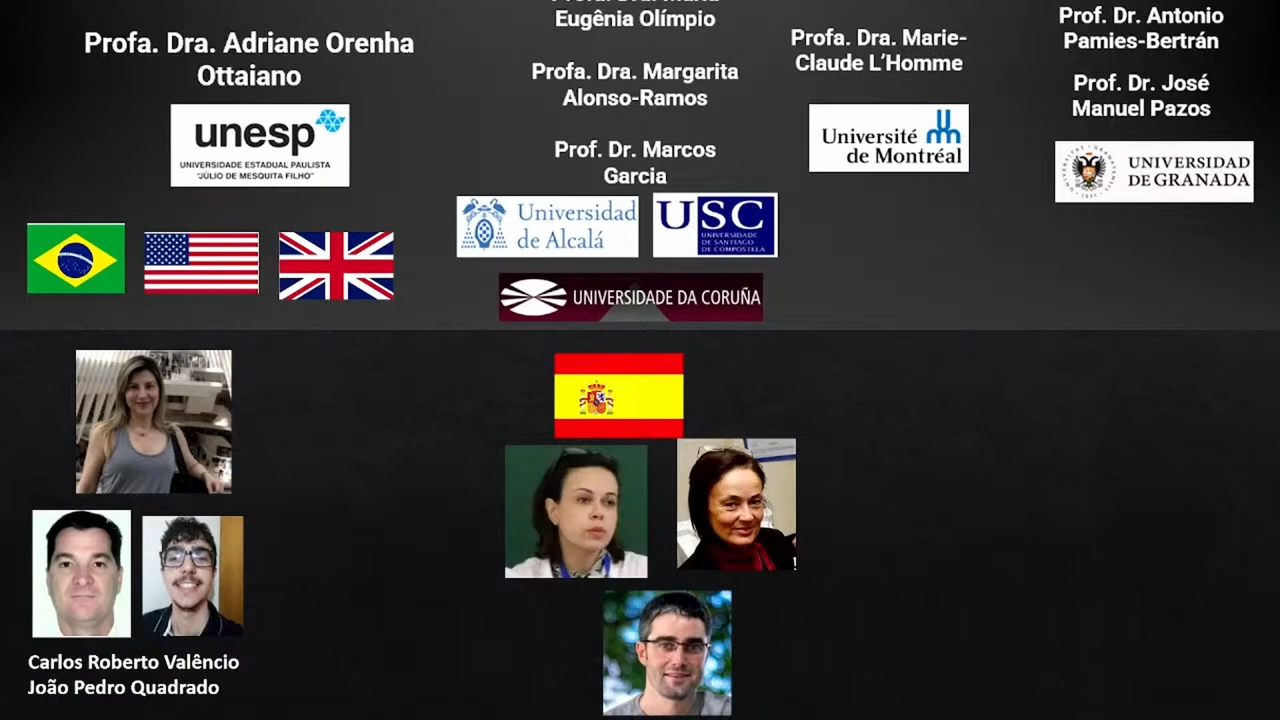 Profa. Dra. Adriane Orenha
Ottaiano
unesp
UNIVERSIDADE ESTADUAL PAULISTA
"JÚLIO DE MESQUITA FILHO"
Eugênia Olímpio
Profa. Dra. Margarita
Alonso-Ramos
Prof. Dr. Marcos
Garcia
Universidad
de Alcalá
USC
UNIVERSIDADE
DE SANTIAGO
DE COMPOSTELA
UNIVERSIDADE DA CORUÑA
Profa. Dra. Marie-
Claude L'Homme
Université
de Montréal
Prof. Dr. Antonio
Pamies-Bertrán
Prof. Dr. José
Manuel Pazos
UNIVERSIDAD
DE GRANADA
Carlos Roberto Valêncio
João Pedro Quadrado